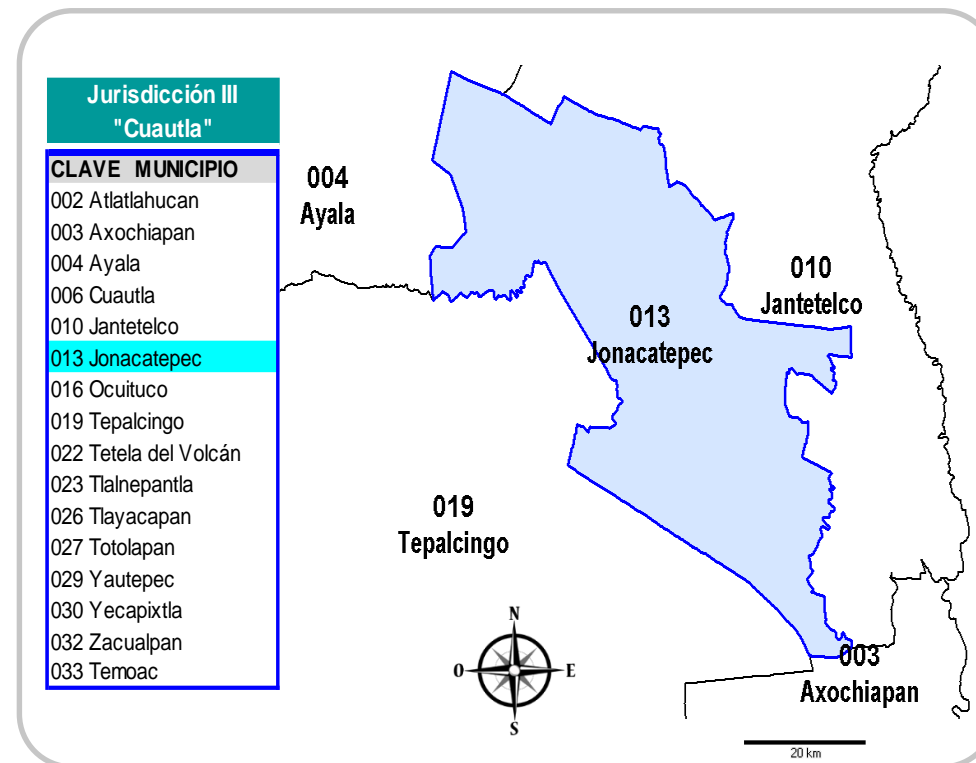 Jurisdicción III
"Cuautla"
CLAVE MUNICIPIO
002 Atlatlahucan
003 Axochiapan
004 Ayala
006 Cuautla
010 Jantetelco
013 Jonacatepec
016 Ocuituco
019 Tepalcingo
022 Tetela del Volcán
023 Tlalnepantla
026 Tlayacapan
027 Totolapan
029 Yautepec
030 Yecapixtla
032 Zacualpan
033 Temoac
004
Ayala
010
Jantetelco
013
Jonacatepec
019
Tepalcingo
003
Axochiapan
N
O
E
S
20 km